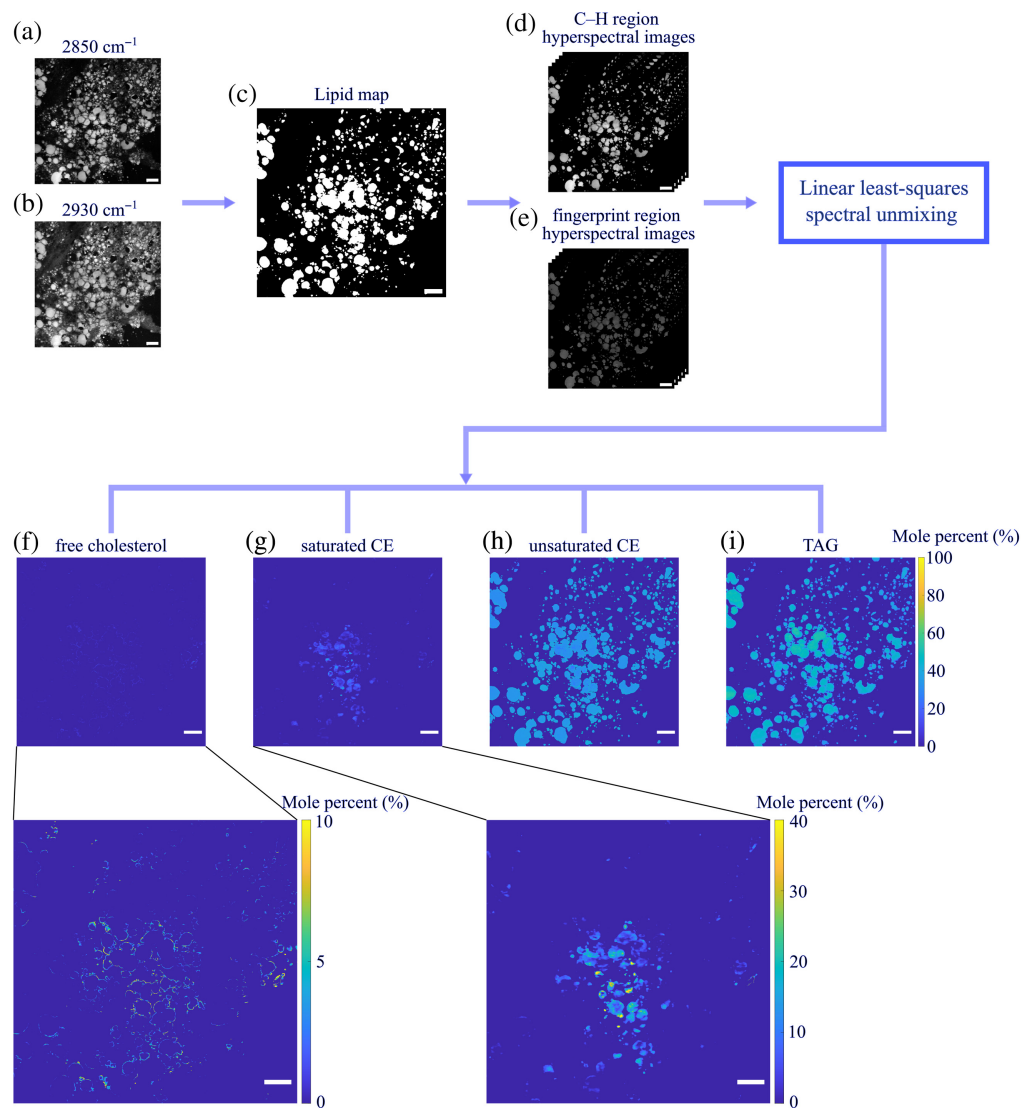 (a)
2850 cm⁻¹
(b)
2930 cm⁻¹
(c)
Lipid map
(d)
C–H region
hyperspectral images
(e)
fingerprint region
hyperspectral images
Linear least-squares
spectral unmixing
(f)
free cholesterol
(g)
saturated CE
(h)
unsaturated CE
(i)
TAG
Mole percent (%)
100
80
60
40
20
0
Mole percent (%)
10
5
0
Mole percent (%)
40
30
20
10
0